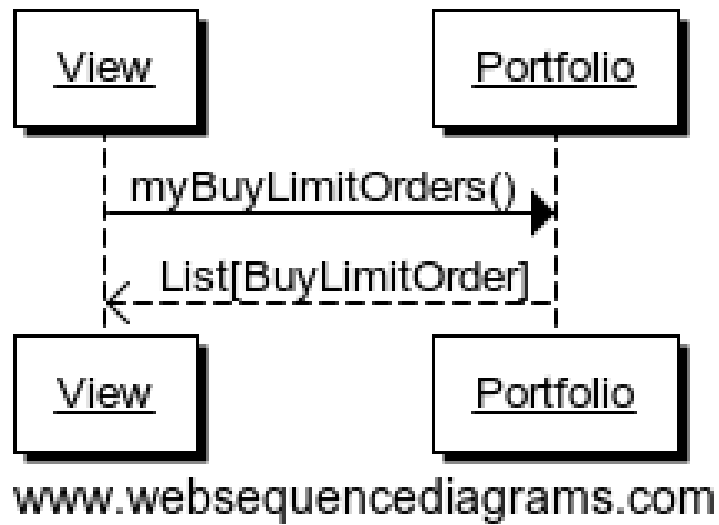 View
Portfolio
myBuyLimitOrders()
List[BuyLimitOrder]
View
Portfolio
www.websequencediagrams.com